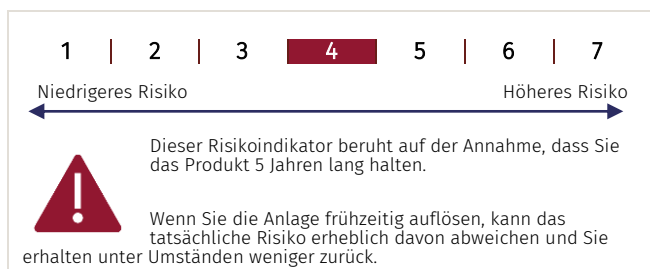 1 | 2 | 3 | 4 | 5 | 6 | 7
Niedrigeres Risiko Höheres Risiko
Dieser Risikoindikator beruht auf der Annahme, dass Sie
das Produkt 5 Jahren lang halten.
Wenn Sie die Anlage frühzeitig auflösen, kann das
tatsächliche Risiko erheblich davon abweichen und Sie
erhalten unter Umständen weniger zurück.